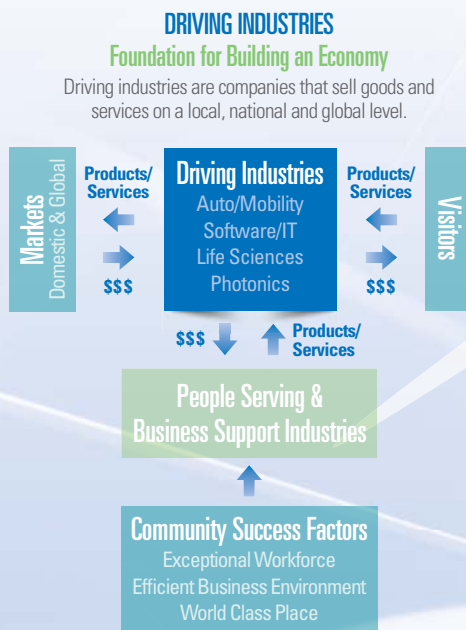 DRIVING INDUSTRIES
Foundation for Building an Economy
Driving industries are companies that sell goods and
services on a local, national and global level.
Markets
Domestic & Global
Products/
Services
$$$
Driving Industries
Auto/Mobility
Software/IT
Life Sciences
Photonics
Products/
Services
$$$
Visitors
$$$
Products/
Services
People Serving &
Business Support Industries
Community Success Factors
Exceptional Workforce
Efficient Business Environment
World Class Place